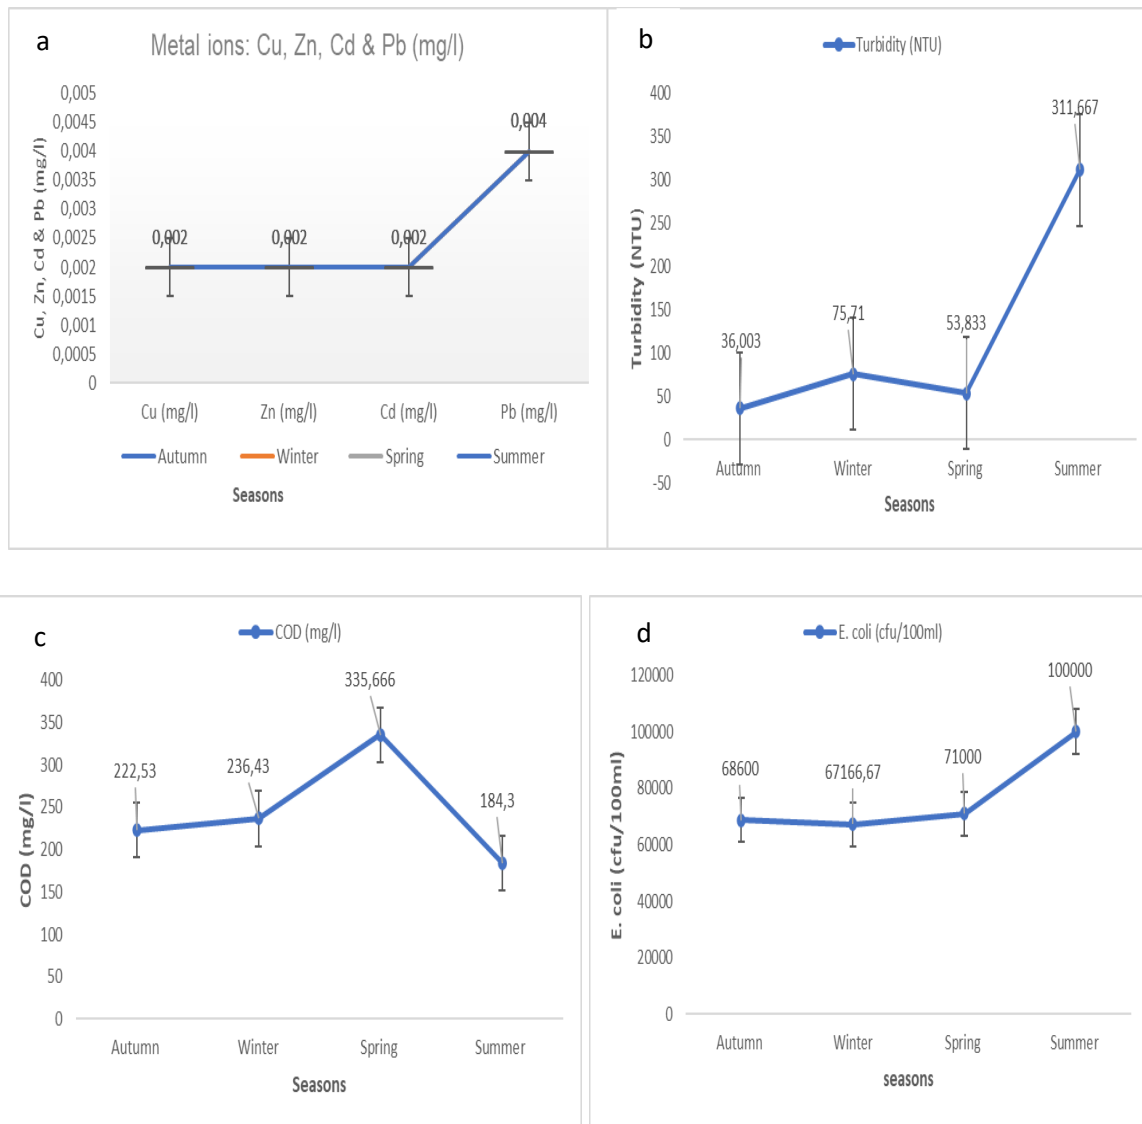 a
Metal ions: Cu, Zn, Cd & Pb (mg/l)
Cu, Zn, Cd & Pb (mg/l)
0,005
0,0045
0,004
0,0035
0,003
0,0025
0,002
0,0015
0,001
0,0005
0
0,002
0,002
0,002
0,004
Cu (mg/l) Zn (mg/l) Cd (mg/l) Pb (mg/l)
Autumn Winter Spring Summer
Seasons
b
Turbidity (NTU)
Turbidity (NTU)
400
350
300
250
200
150
100
50
0
-50
36,003
75,71
53,833
311,667
Autumn Winter Spring Summer
Seasons
c
COD (mg/l)
COD (mg/l)
400
350
300
250
200
150
100
50
0
222,53
236,43
335,666
184,3
Autumn Winter Spring Summer
Seasons
d
E. coli (cfu/100ml)
E. coli (cfu/100ml)
120000
100000
80000
60000
40000
20000
0
68600
67166,67
71000
100000
Autumn Winter Spring Summer
seasons